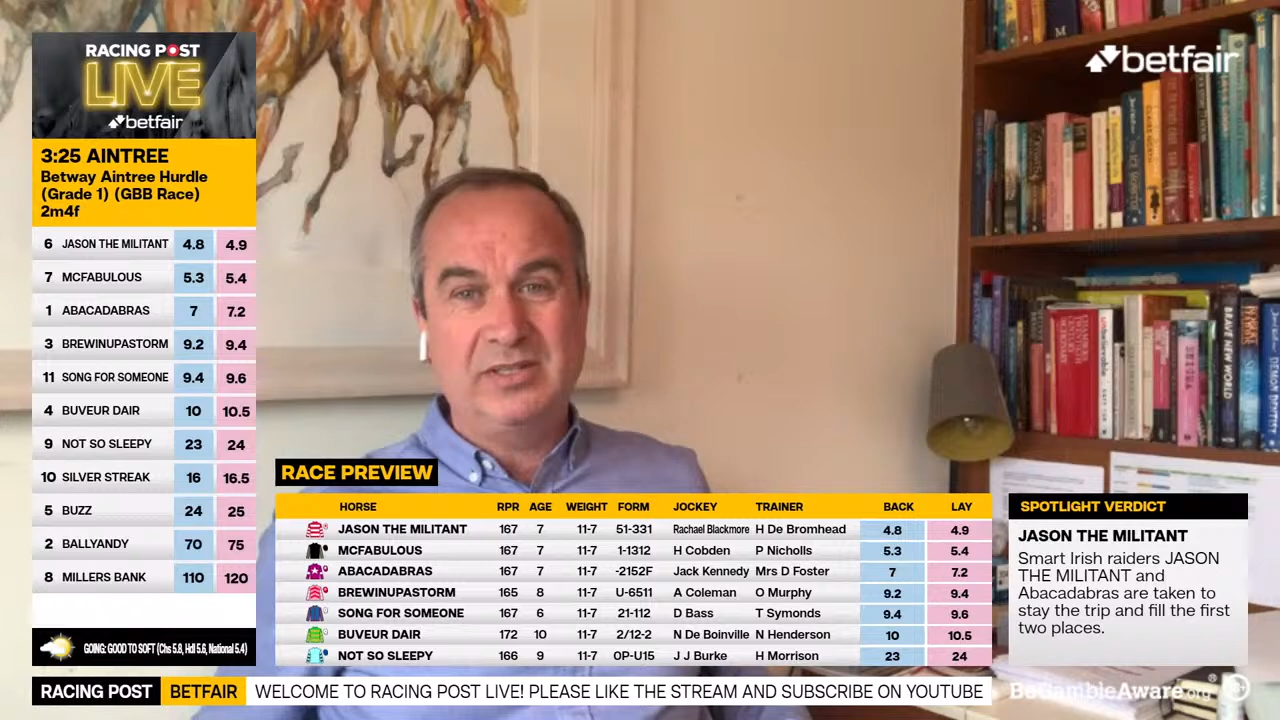 RACING POST
LIVE
betfair
3:25 AINTREE
Betway Aintree Hurdle
(Grade 1) (GBB Race)
2m4f
6 JASON THE MILITANT 4.8 4.9
7 MCFABULOUS 5.3 5.4
1 ABACADABRAS 7 7.2
3 BREWINUPASTORM 9.2 9.4
11 SONG FOR SOMEONE 9.4 9.6
4 BUVEUR DAIR 10 10.5
9 NOT SO SLEEPY 23 24
10 SILVER STREAK 16 16.5
5 BUZZ 24 25
2 BALLYANDY 70 75
8 MILLERS BANK 110 120
GOING: GOOD TO SOFT (Chs 5.8, Hdl 5.6, National 5.4)
betfair
BRAVE NEW WORLD
DEMON DENTIST
RACE PREVIEW
HORSE RPR AGE WEIGHT FORM JOCKEY TRAINER BACK LAY
JASON THE MILITANT 167 7 11-7 51-331 Rachael Blackmore H De Bromhead 4.8 4.9
MCFABULOUS 167 7 11-7 1-1312 H Cobden P Nicholls 5.3 5.4
ABACADABRAS 167 7 11-7 -2152F Jack Kennedy Mrs D Foster 7 7.2
BREWINUPASTORM 165 8 11-7 U-6511 A Coleman O Murphy 9.2 9.4
SONG FOR SOMEONE 167 6 11-7 21-112 D Bass T Symonds 9.4 9.6
BUVEUR DAIR 172 10 11-7 2/12-2 N De Boinville N Henderson 10 10.5
NOT SO SLEEPY 166 9 11-7 0P-U15 J J Burke H Morrison 23 24
SPOTLIGHT VERDICT
JASON THE MILITANT
Smart Irish raiders JASON
THE MILITANT and
Abacadabras are taken to
stay the trip and fill the first
two places.
RACING POST BETFAIR WELCOME TO RACING POST LIVE! PLEASE LIKE THE STREAM AND SUBSCRIBE ON YOUTUBE
BeGambleAware.org® 18+